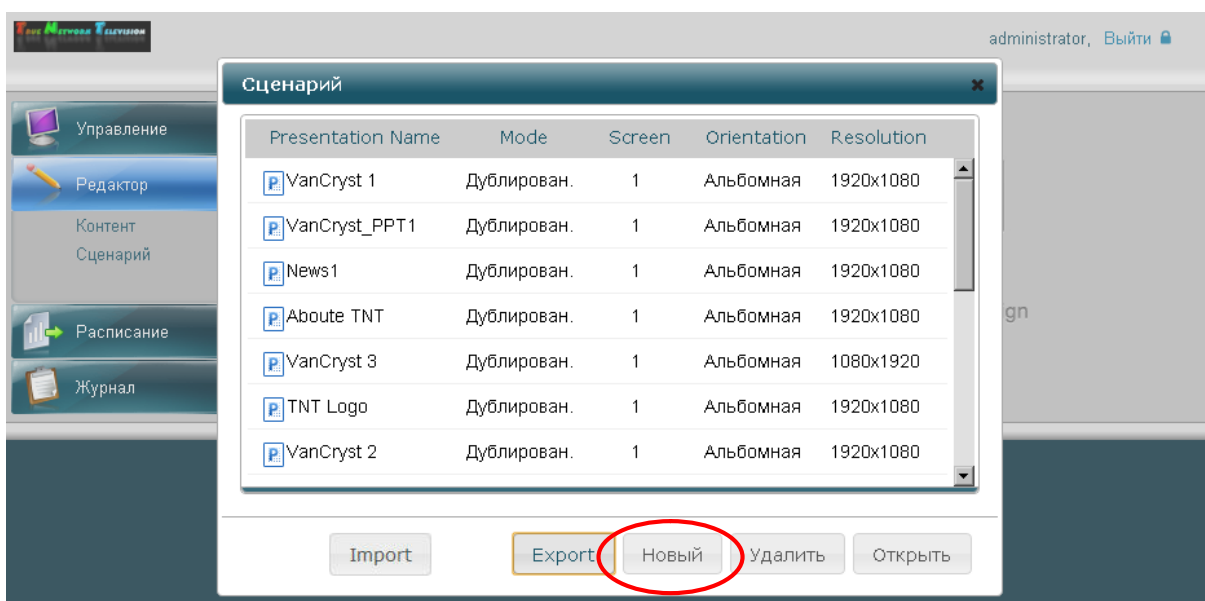 True Network Television
administrator, Выйти
Сценарий
Управление
Редактор
Контент
Сценарий
Расписание
Журнал
Presentation Name Mode Screen Orientation Resolution
VanCryst 1 Дублирован. 1 Альбомная 1920x1080
VanCryst_PPT1 Дублирован. 1 Альбомная 1920x1080
News1 Дублирован. 1 Альбомная 1920x1080
Aboute TNT Дублирован. 1 Альбомная 1920x1080
VanCryst 3 Дублирован. 1 Альбомная 1080x1920
TNT Logo Дублирован. 1 Альбомная 1920x1080
VanCryst 2 Дублирован. 1 Альбомная 1920x1080
gn
Import Export Новый Удалить Открыть